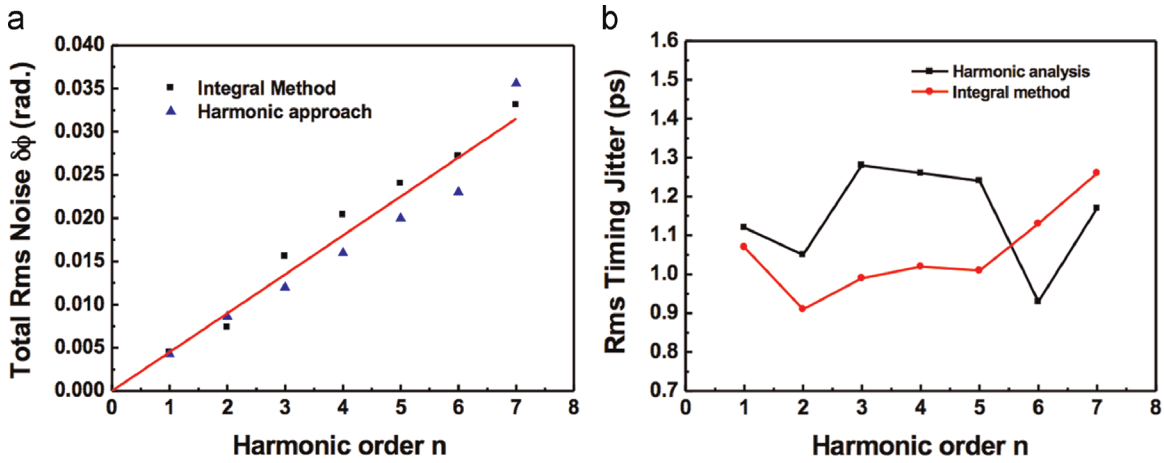 a
Total Rms Noise δφ (rad.)
0.040
0.035
0.030
0.025
0.020
0.015
0.010
0.005
0.000
Integral Method
Harmonic approach
0 1 2 3 4 5 6 7 8
Harmonic order n
b
Rms Timing Jitter (ps)
1.6
1.5
1.4
1.3
1.2
1.1
1.0
0.9
0.8
0.7
Harmonic analysis
Integral method
0 1 2 3 4 5 6 7 8
Harmonic order n